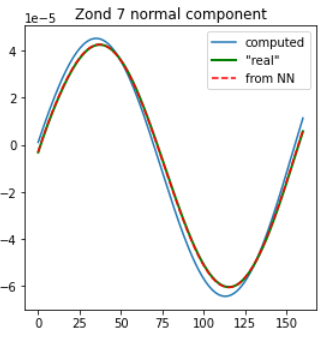 Zond 7 normal component
1e−5
computed
"real"
from NN
4
2
0
−2
−4
−6
0 25 50 75 100 125 150